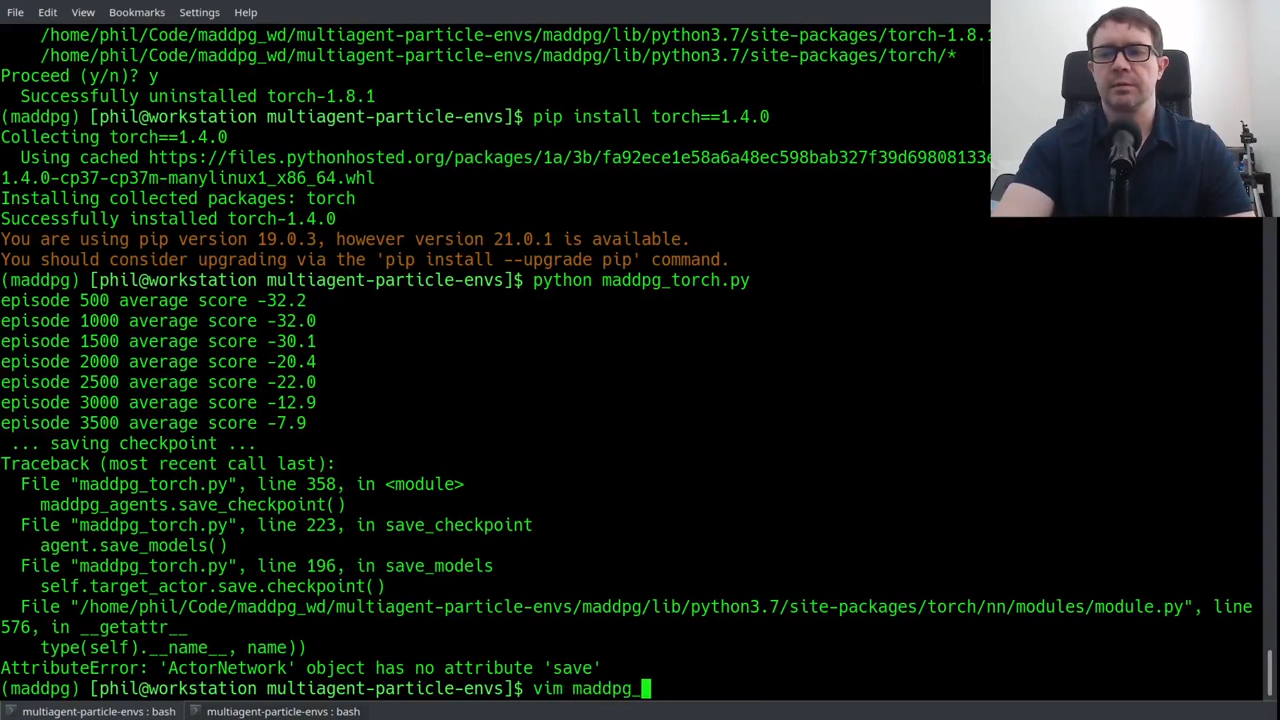 File Edit View Bookmarks Settings Help
/home/phil/Code/maddpg_wd/multiagent-particle-envs/maddpg/lib/python3.7/site-packages/torch-1.8.1
/home/phil/Code/maddpg_wd/multiagent-particle-envs/maddpg/lib/python3.7/site-packages/torch/*
Proceed (y/n)? y
Successfully uninstalled torch-1.8.1
(maddpg) [phil@workstation multiagent-particle-envs]$ pip install torch==1.4.0
Collecting torch==1.4.0
Using cached https://files.pythonhosted.org/packages/1a/3b/fa92ece1e58a6a48ec598bab327f39d69808133e
1.4.0-cp37-cp37m-manylinux1_x86_64.whl
Installing collected packages: torch
Successfully installed torch-1.4.0
You are using pip version 19.0.3, however version 21.0.1 is available.
You should consider upgrading via the 'pip install --upgrade pip' command.
(maddpg) [phil@workstation multiagent-particle-envs]$ python maddpg_torch.py
episode 500 average score -32.2
episode 1000 average score -32.0
episode 1500 average score -30.1
episode 2000 average score -20.4
episode 2500 average score -22.0
episode 3000 average score -12.9
episode 3500 average score -7.9
... saving checkpoint ...
Traceback (most recent call last):
File "maddpg_torch.py", line 358, in <module>
maddpg_agents.save_checkpoint()
File "maddpg_torch.py", line 223, in save_checkpoint
agent.save_models()
File "maddpg_torch.py", line 196, in save_models
self.target_actor.save.checkpoint()
File "/home/phil/Code/maddpg_wd/multiagent-particle-envs/maddpg/lib/python3.7/site-packages/torch/nn/modules/module.py", line
576, in __getattr__
type(self).__name__, name))
AttributeError: 'ActorNetwork' object has no attribute 'save'
(maddpg) [phil@workstation multiagent-particle-envs]$ vim maddpg_
multiagent-particle-envs : bash multiagent-particle-envs : bash